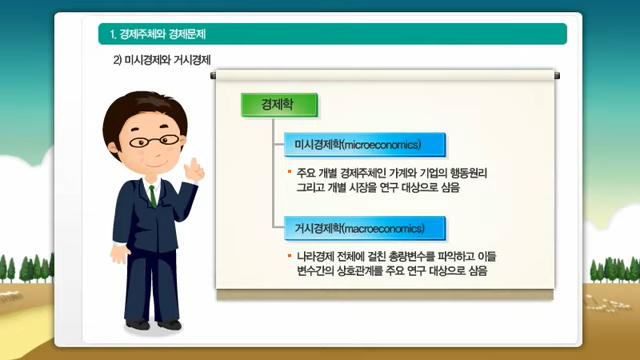 1. 경제주체와 경제문제
2) 미시경제와 거시경제
경제학
미시경제학(microeconomics)
주요 개별 경제주체인 가계와 기업의 행동원리
그리고 개별 시장을 연구 대상으로 삼음
거시경제학(macroeconomics)
나라경제 전체에 걸친 총량변수를 파악하고 이들
변수간의 상호관계를 주요 연구 대상으로 삼음